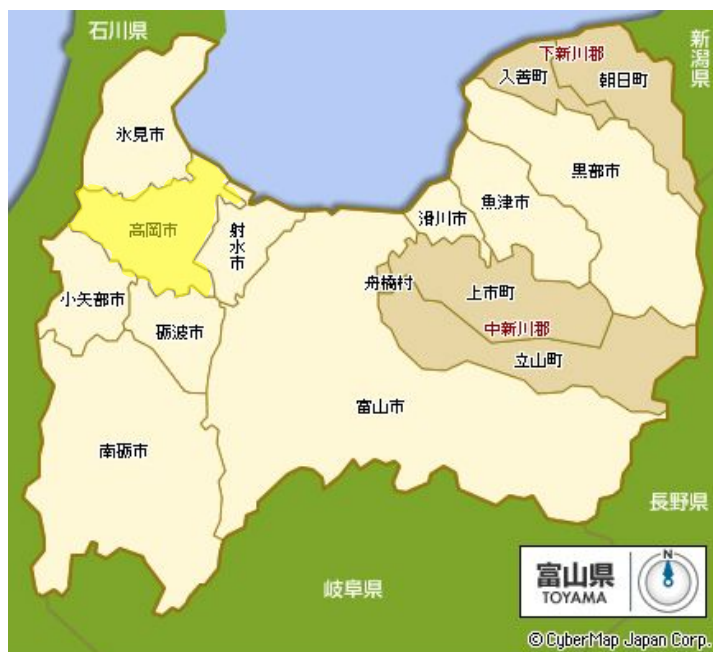 石川県
新潟県
下新川郡
入善町
朝日町
氷見市
黒部市
魚津市
滑川市
高岡市
射水市
舟橋村
上市町
小矢部市
砺波市
中新川郡
立山町
富山市
南砺市
長野県
岐阜県
富山県
TOYAMA
N
© CyberMap Japan Corp.